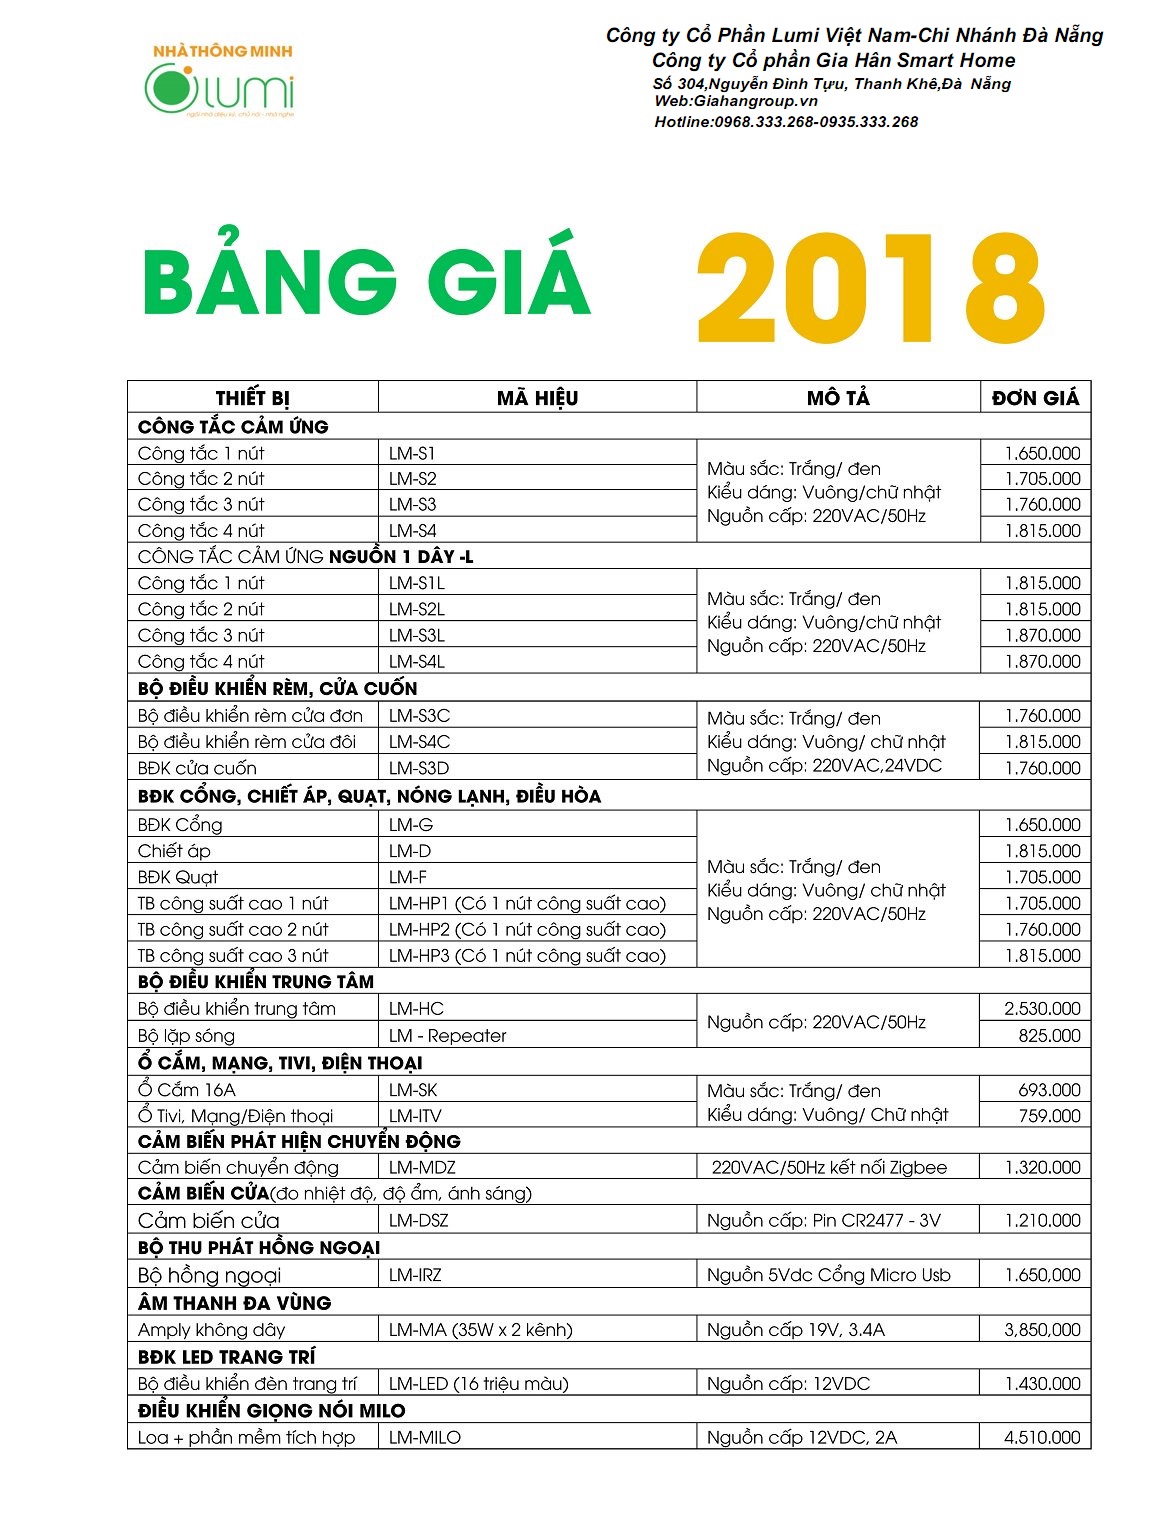 NHÀ THÔNG MINH
Lumi
ngôi nhà diệu kỳ, chủ nói - nhà nghe
Công ty Cổ Phần Lumi Việt Nam-Chi Nhánh Đà Nẵng
Công ty Cổ phần Gia Hân Smart Home
Số 304,Nguyễn Đình Tựu, Thanh Khê,Đà Nẵng
Web:Giahangroup.vn
Hotline:0968.333.268-0935.333.268
BẢNG GIÁ 2018
THIẾT BỊ MÃ HIỆU MÔ TẢ ĐƠN GIÁ
CÔNG TẮC CẢM ỨNG
Công tắc 1 nút LM-S1 1.650.000
Màu sắc: Trắng/ đen
Công tắc 2 nút LM-S2 1.705.000
Kiểu dáng: Vuông/chữ nhật
Công tắc 3 nút LM-S3 1.760.000
Nguồn cấp: 220VAC/50Hz
Công tắc 4 nút LM-S4 1.815.000
CÔNG TẮC CẢM ỨNG NGUỒN 1 DÂY -L
Công tắc 1 nút LM-S1L 1.815.000
Màu sắc: Trắng/ đen
Công tắc 2 nút LM-S2L 1.815.000
Kiểu dáng: Vuông/chữ nhật
Công tắc 3 nút LM-S3L 1.870.000
Nguồn cấp: 220VAC/50Hz
Công tắc 4 nút LM-S4L 1.870.000
BỘ ĐIỀU KHIỂN RÈM, CỬA CUỐN
Bộ điều khiển rèm cửa đơn LM-S3C Màu sắc: Trắng/ đen 1.760.000
Bộ điều khiển rèm cửa đôi LM-S4C Kiểu dáng: Vuông/ chữ nhật 1.815.000
BĐK cửa cuốn LM-S3D Nguồn cấp: 220VAC,24VDC 1.760.000
BĐK CỔNG, CHIẾT ÁP, QUẠT, NÓNG LẠNH, ĐIỀU HÒA
BĐK Cổng LM-G 1.650.000
Chiết áp LM-D 1.815.000
Màu sắc: Trắng/ đen
BĐK Quạt LM-F 1.705.000
Kiểu dáng: Vuông/ chữ nhật
TB công suất cao 1 nút LM-HP1 (Có 1 nút công suất cao) 1.705.000
Nguồn cấp: 220VAC/50Hz
TB công suất cao 2 nút LM-HP2 (Có 1 nút công suất cao) 1.760.000
TB công suất cao 3 nút LM-HP3 (Có 1 nút công suất cao) 1.815.000
BỘ ĐIỀU KHIỂN TRUNG TÂM
Bộ điều khiển trung tâm LM-HC 2.530.000
Nguồn cấp: 220VAC/50Hz
Bộ lặp sóng LM - Repeater 825.000
Ổ CẮM, MẠNG, TIVI, ĐIỆN THOẠI
Ổ Cắm 16A LM-SK Màu sắc: Trắng/ đen 693.000
Ổ Tivi, Mạng/Điện thoại LM-ITV Kiểu dáng: Vuông/ Chữ nhật 759.000
CẢM BIẾN PHÁT HIỆN CHUYỂN ĐỘNG
Cảm biến chuyển động LM-MDZ 220VAC/50Hz kết nối Zigbee 1.320.000
CẢM BIẾN CỬA(đo nhiệt độ, độ ẩm, ánh sáng)
Cảm biến cửa LM-DSZ Nguồn cấp: Pin CR2477 - 3V 1.210.000
BỘ THU PHÁT HỒNG NGOẠI
Bộ hồng ngoại LM-IRZ Nguồn 5Vdc Cổng Micro Usb 1.650,000
ÂM THANH ĐA VÙNG
Amply không dây LM-MA (35W x 2 kênh) Nguồn cấp 19V, 3.4A 3,850,000
BĐK LED TRANG TRÍ
Bộ điều khiển đèn trang trí LM-LED (16 triệu màu) Nguồn cấp: 12VDC 1.430.000
ĐIỀU KHIỂN GIỌNG NÓI MILO
Loa + phần mềm tích hợp LM-MILO Nguồn cấp 12VDC, 2A 4.510.000